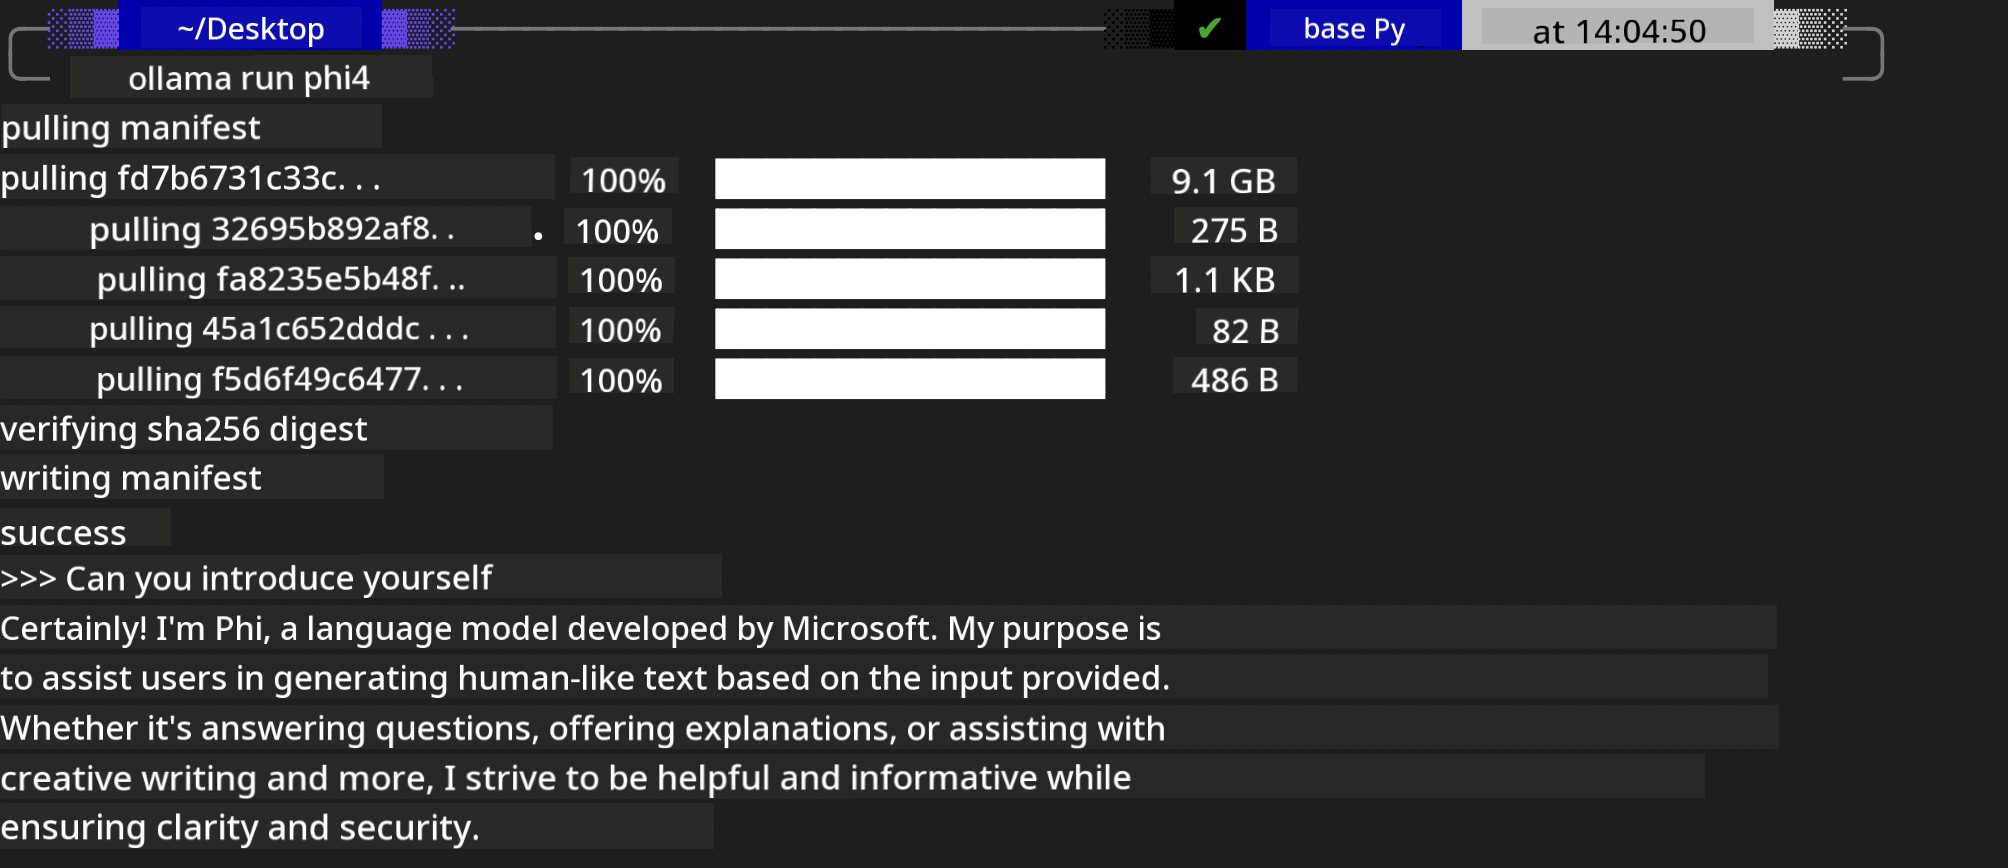 ~/Desktop ✔ base Py at 14:04:50
ollama run phi4
pulling manifest
pulling fd7b6731c33c. . . 100% 9.1 GB
pulling 32695b892af8. . . 100% 275 B
pulling fa8235e5b48f. .. 100% 1.1 KB
pulling 45a1c652dddc . . . 100% 82 B
pulling f5d6f49c6477. . . 100% 486 B
verifying sha256 digest
writing manifest
success
>>> Can you introduce yourself
Certainly! I'm Phi, a language model developed by Microsoft. My purpose is
to assist users in generating human-like text based on the input provided.
Whether it's answering questions, offering explanations, or assisting with
creative writing and more, I strive to be helpful and informative while
ensuring clarity and security.